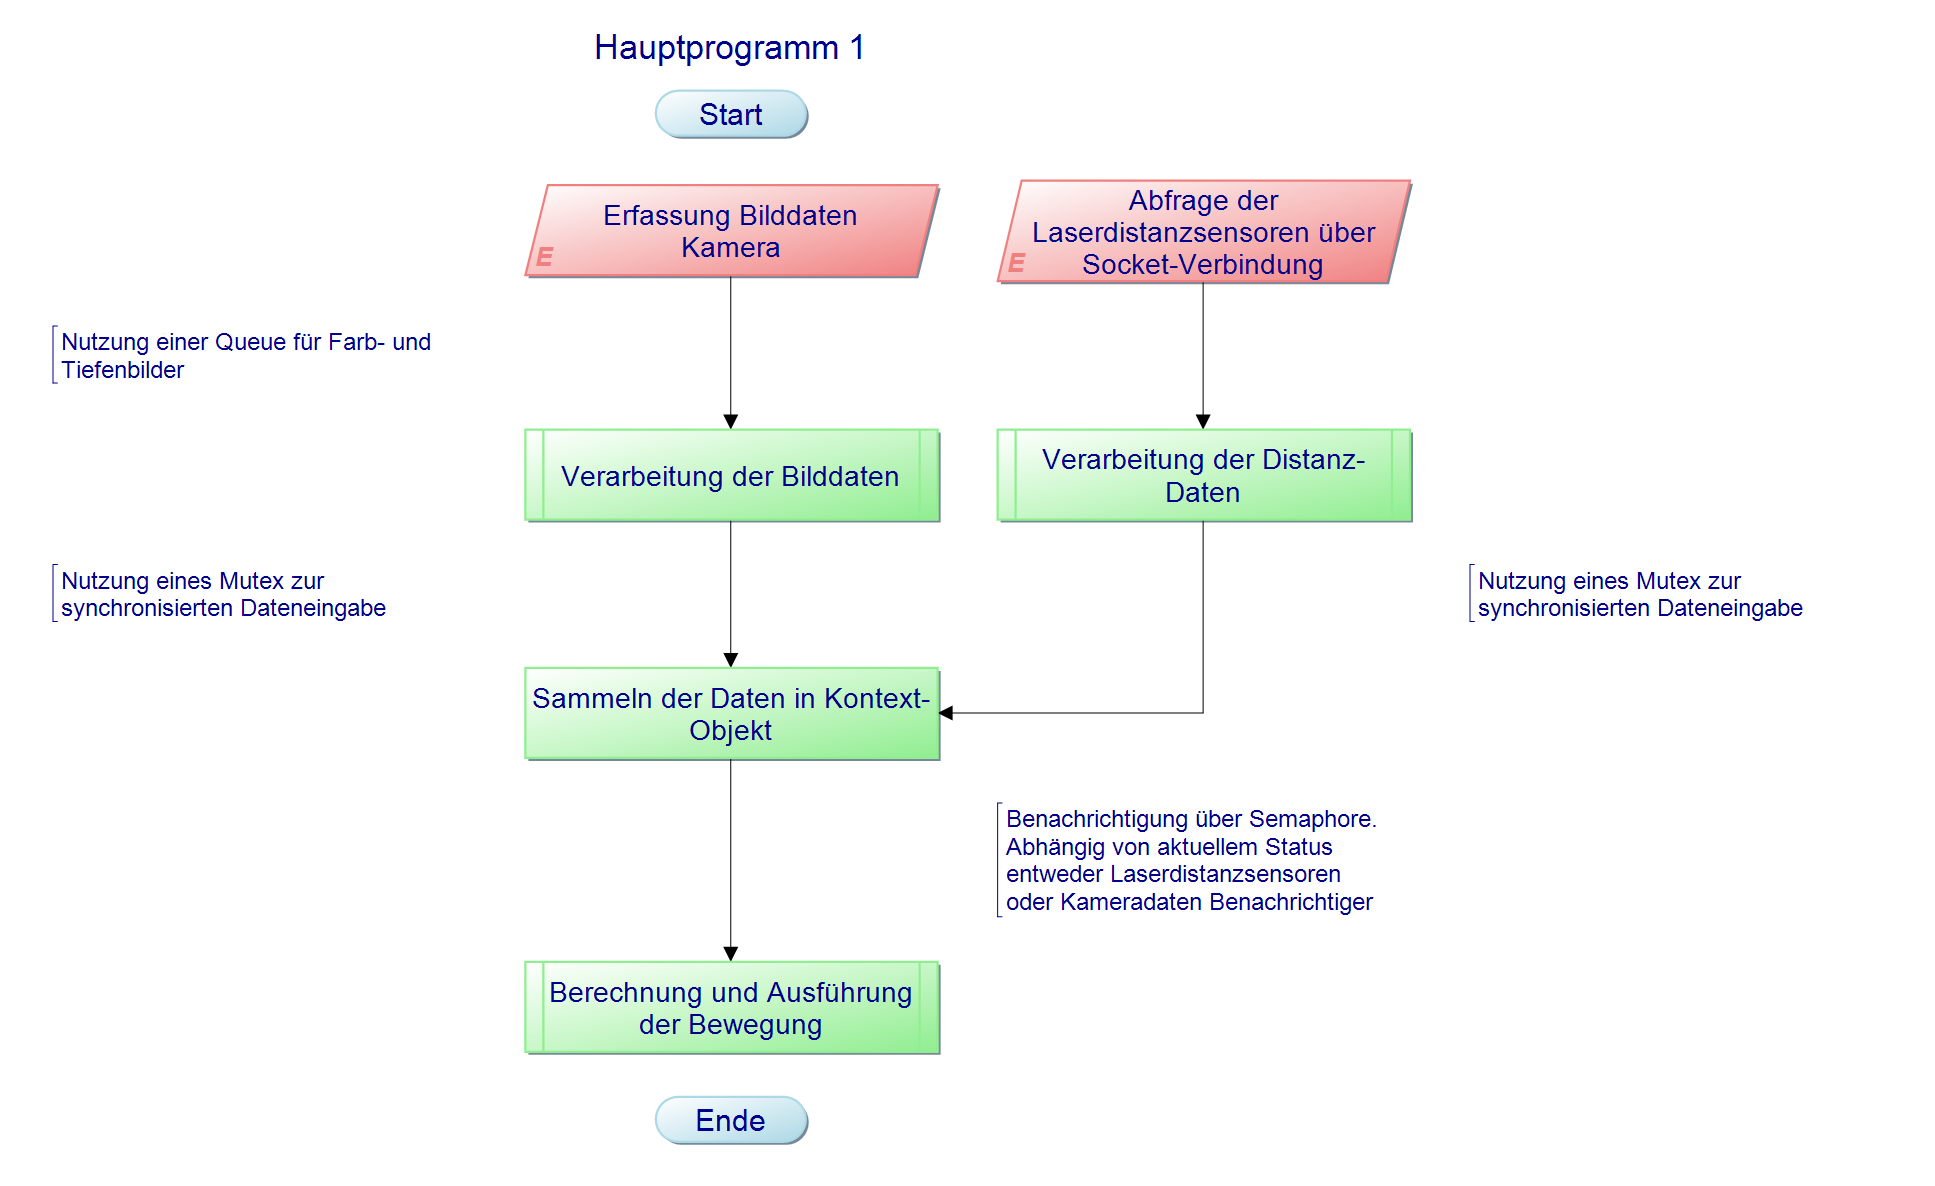 Hauptprogramm 1
Start
Erfassung Bilddaten
Kamera
E
Abfrage der
Laserdistanzsensoren über
Socket-Verbindung
E
Nutzung einer Queue für Farb- und
Tiefenbilder
Verarbeitung der Bilddaten
Verarbeitung der Distanz-
Daten
Nutzung eines Mutex zur
synchronisierten Dateneingabe
Nutzung eines Mutex zur
synchronisierten Dateneingabe
Sammeln der Daten in Kontext-
Objekt
Benachrichtigung über Semaphore.
Abhängig von aktuellem Status
entweder Laserdistanzsensoren
oder Kameradaten Benachrichtiger
Berechnung und Ausführung
der Bewegung
Ende